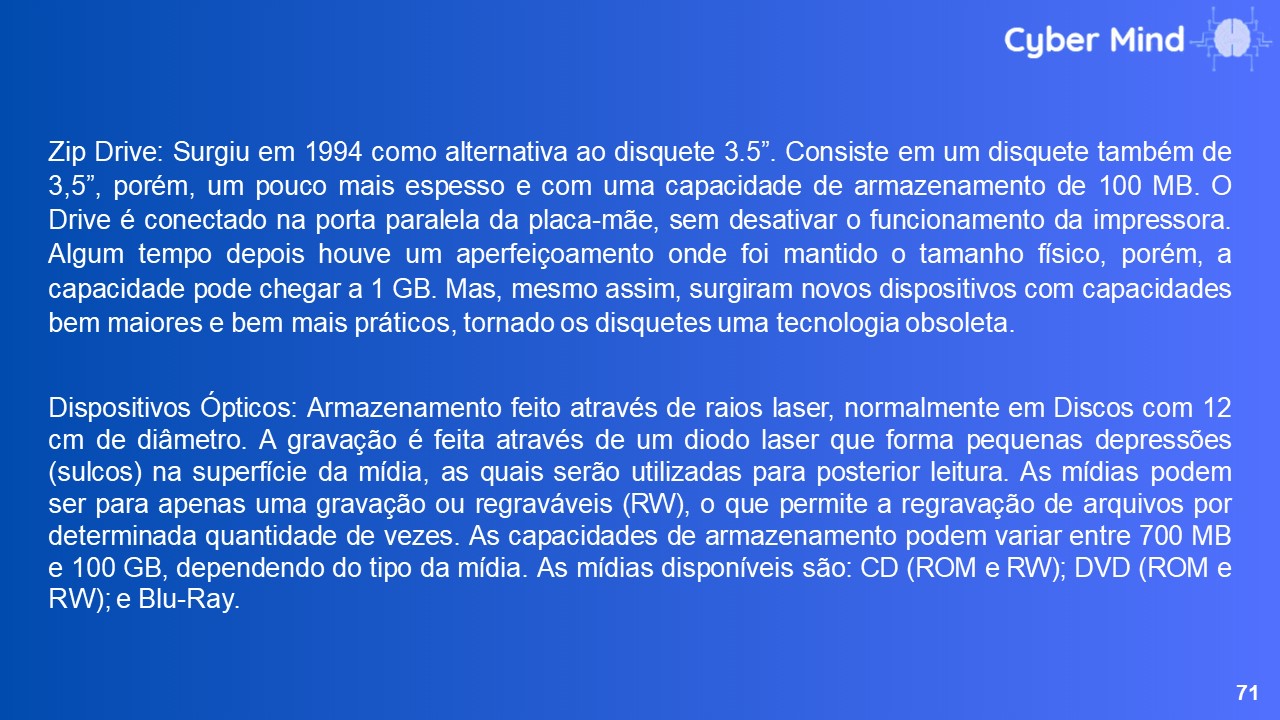 Cyber Mind
Zip Drive: Surgiu em 1994 como alternativa ao disquete 3.5”. Consiste em um disquete também de
3,5”, porém, um pouco mais espesso e com uma capacidade de armazenamento de 100 MB. O
Drive é conectado na porta paralela da placa-mãe, sem desativar o funcionamento da impressora.
Algum tempo depois houve um aperfeiçoamento onde foi mantido o tamanho físico, porém, a
capacidade pode chegar a 1 GB. Mas, mesmo assim, surgiram novos dispositivos com capacidades
bem maiores e bem mais práticos, tornado os disquetes uma tecnologia obsoleta.
Dispositivos Ópticos: Armazenamento feito através de raios laser, normalmente em Discos com 12
cm de diâmetro. A gravação é feita através de um diodo laser que forma pequenas depressões
(sulcos) na superfície da mídia, as quais serão utilizadas para posterior leitura. As mídias podem
ser para apenas uma gravação ou regraváveis (RW), o que permite a regravação de arquivos por
determinada quantidade de vezes. As capacidades de armazenamento podem variar entre 700 MB
e 100 GB, dependendo do tipo da mídia. As mídias disponíveis são: CD (ROM e RW); DVD (ROM e
RW); e Blu-Ray.
71